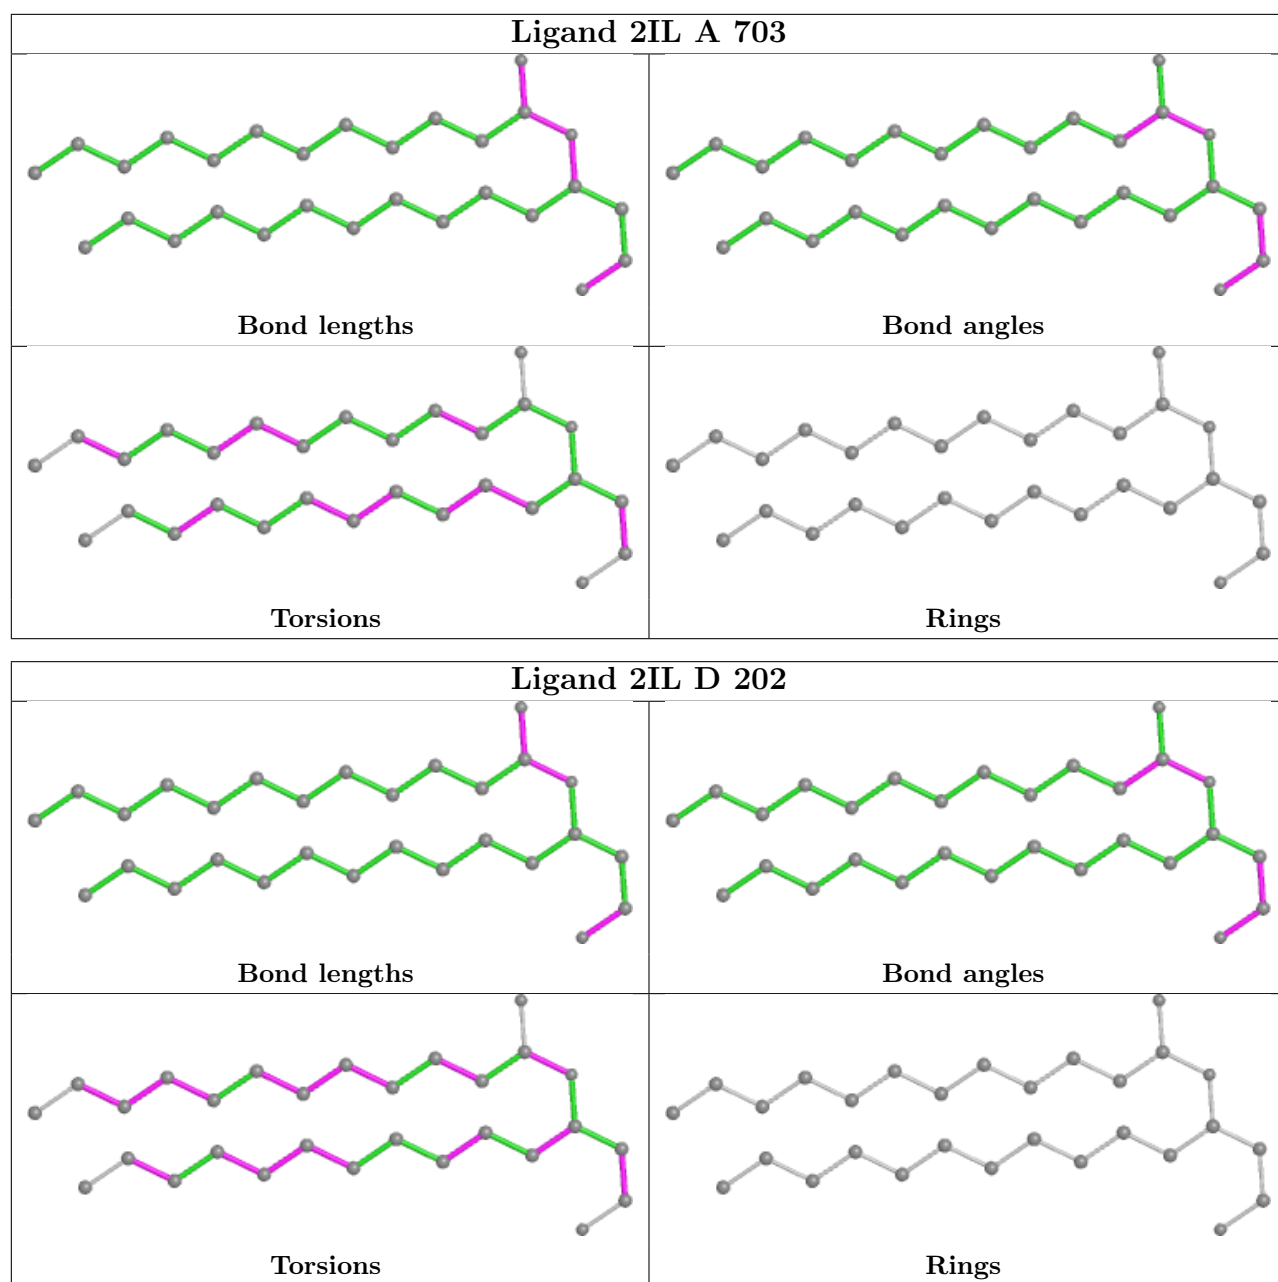 Ligand 2IL A 703
Bond lengths
Bond angles
Torsions
Rings
Ligand 2IL D 202
Bond lengths
Bond angles
Torsions
Rings